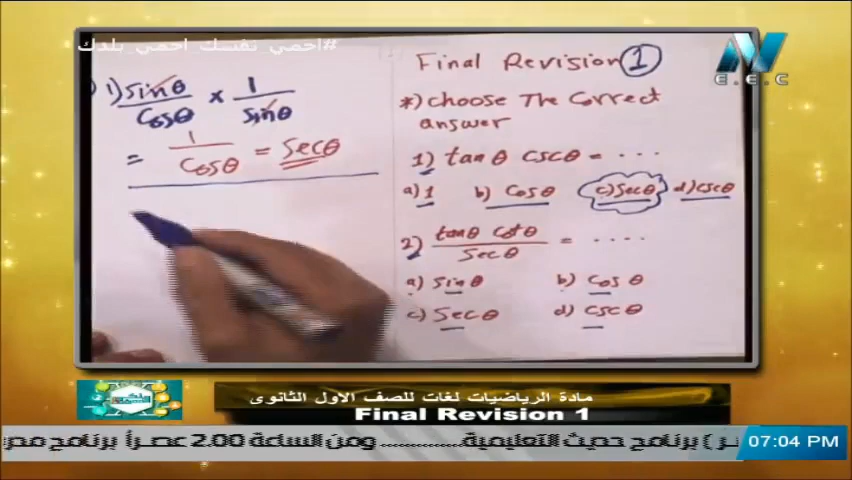 #احمي نفسك احمي بلدك
E.E.C
1) sinθ/cosθ × 1/sinθ
= 1/cosθ = secθ
Final Revision 1
*) choose The Correct
answer
1) tanθ cscθ = ....
a) 1 b) cosθ c) secθ d) cscθ
2) tanθ cotθ / secθ = ....
a) sinθ b) cosθ
c) secθ d) cscθ
مادة الرياضيات لغات للصف الاول الثانوى
Final Revision 1
ـر ) برنامج حديث التعليمية.................. ومن الساعة 2.00 عصراً برنامج
07:04 PM